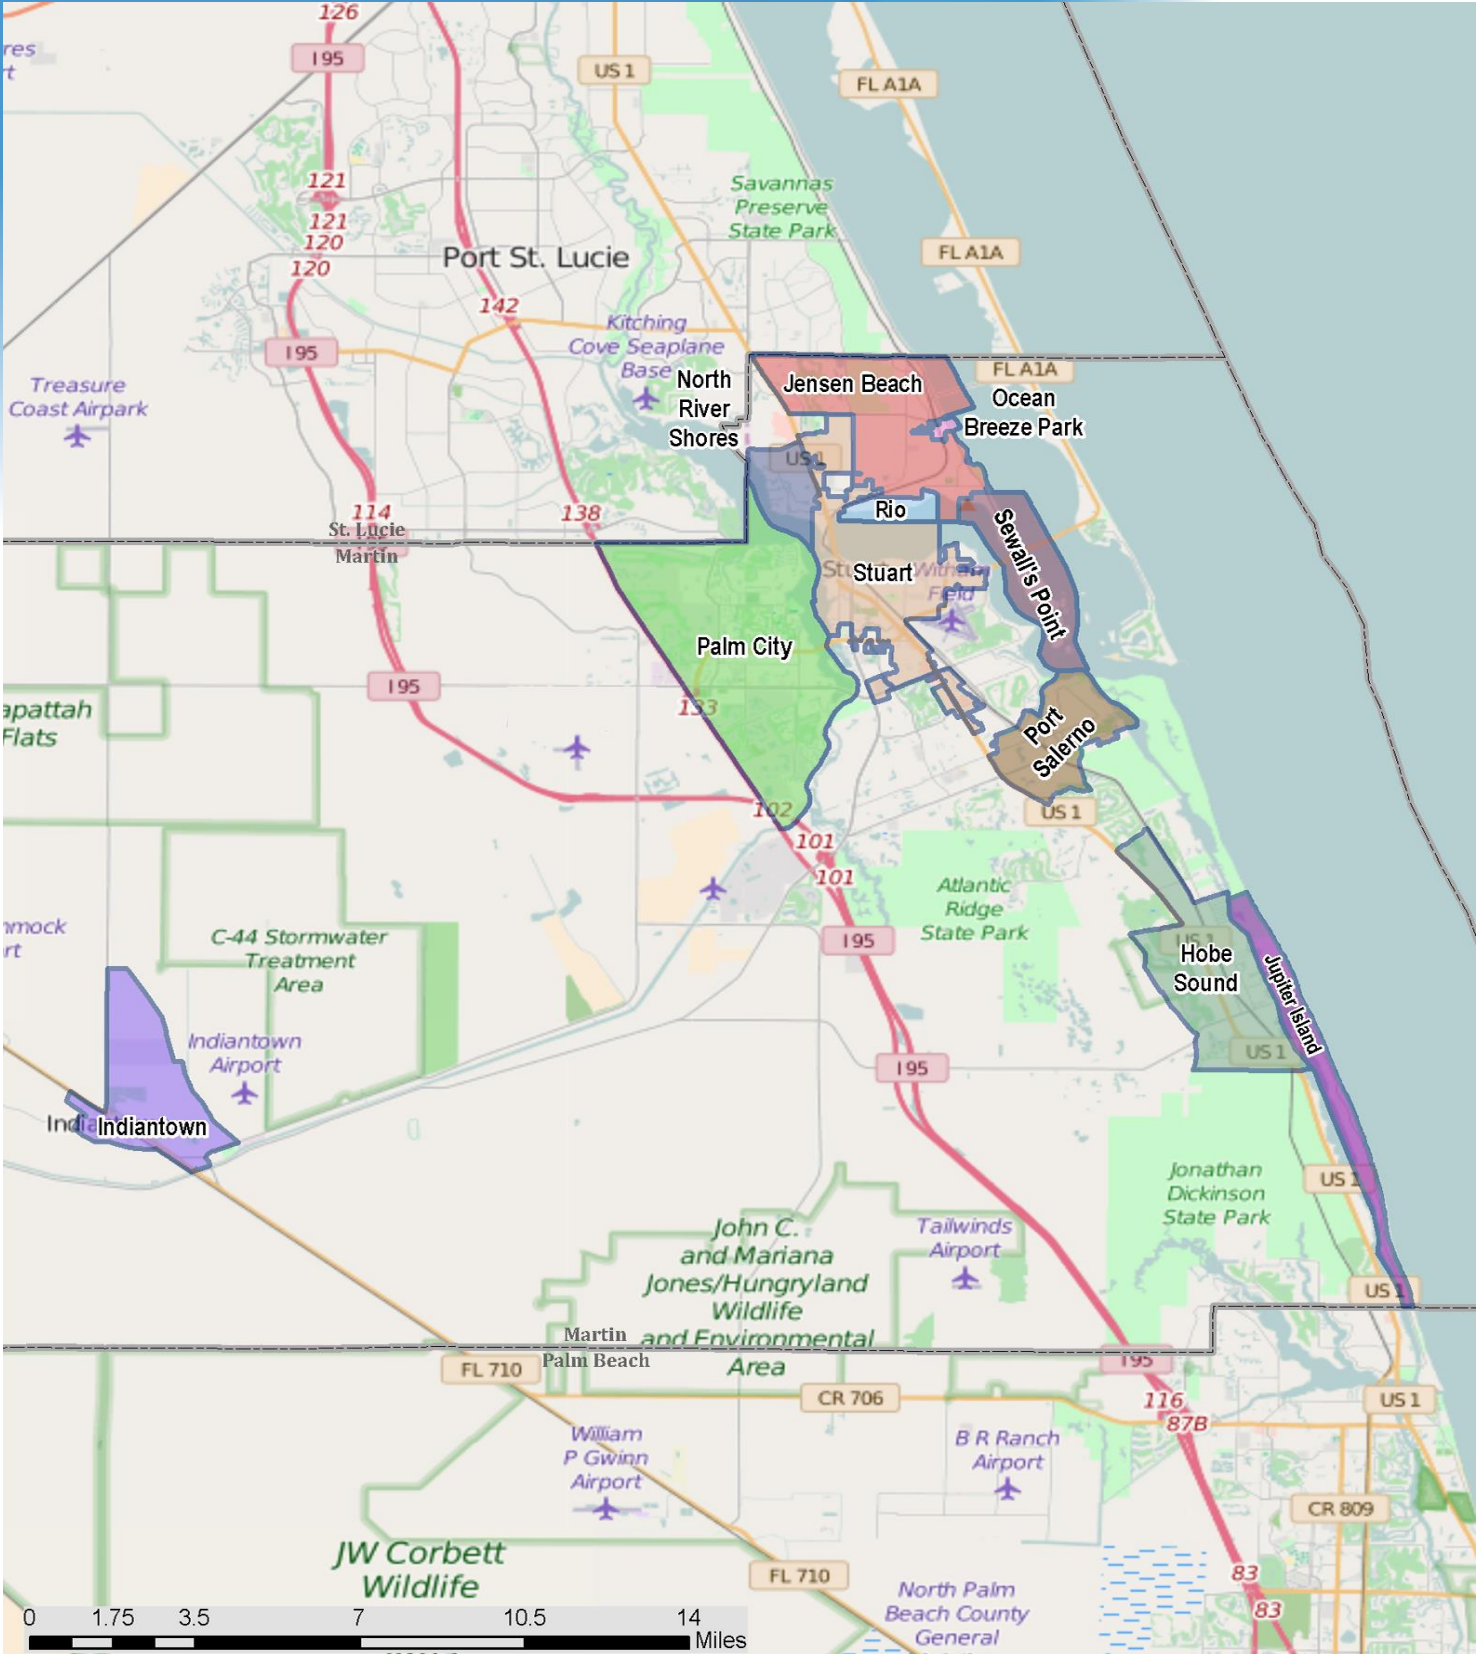 126
res
I 95
t
US 1
FL A1A
121
Savannas
Preserve
State Park
121
120
120
Port St. Lucie
FL A1A
142
Kitching
Cove Seaplane
Base
I 95
FL A1A
Treasure
Coast Airpark
North
River
Shores
Jensen Beach
Ocean
Breeze Park
US 1
114
138
St. Lucie
Martin
Rio
Sewall's Point
Stuart
Witham
Field
Palm City
I 95
133
apattah
Flats
Port
Salerno
102
US 1
101
101
Atlantic
Ridge
State Park
mmock
rt
C-44 Stormwater
Treatment
Area
I 95
US 1
Hobe
Sound
Jupiter Island
Indiantown
Airport
US 1
I 95
Indiantown
Jonathan
Dickinson
State Park
US 1
John C.
and Mariana
Jones/Hungryland
Wildlife
and Environmental
Area
Tailwinds
Airport
US 1
Martin
Palm Beach
FL 710
I 95
CR 706
US 1
116
87B
William
P Gwinn
Airport
B R Ranch
Airport
CR 809
JW Corbett
Wildlife
FL 710
83
North Palm
Beach County
General
83
0 1.75 3.5 7 10.5 14
Miles